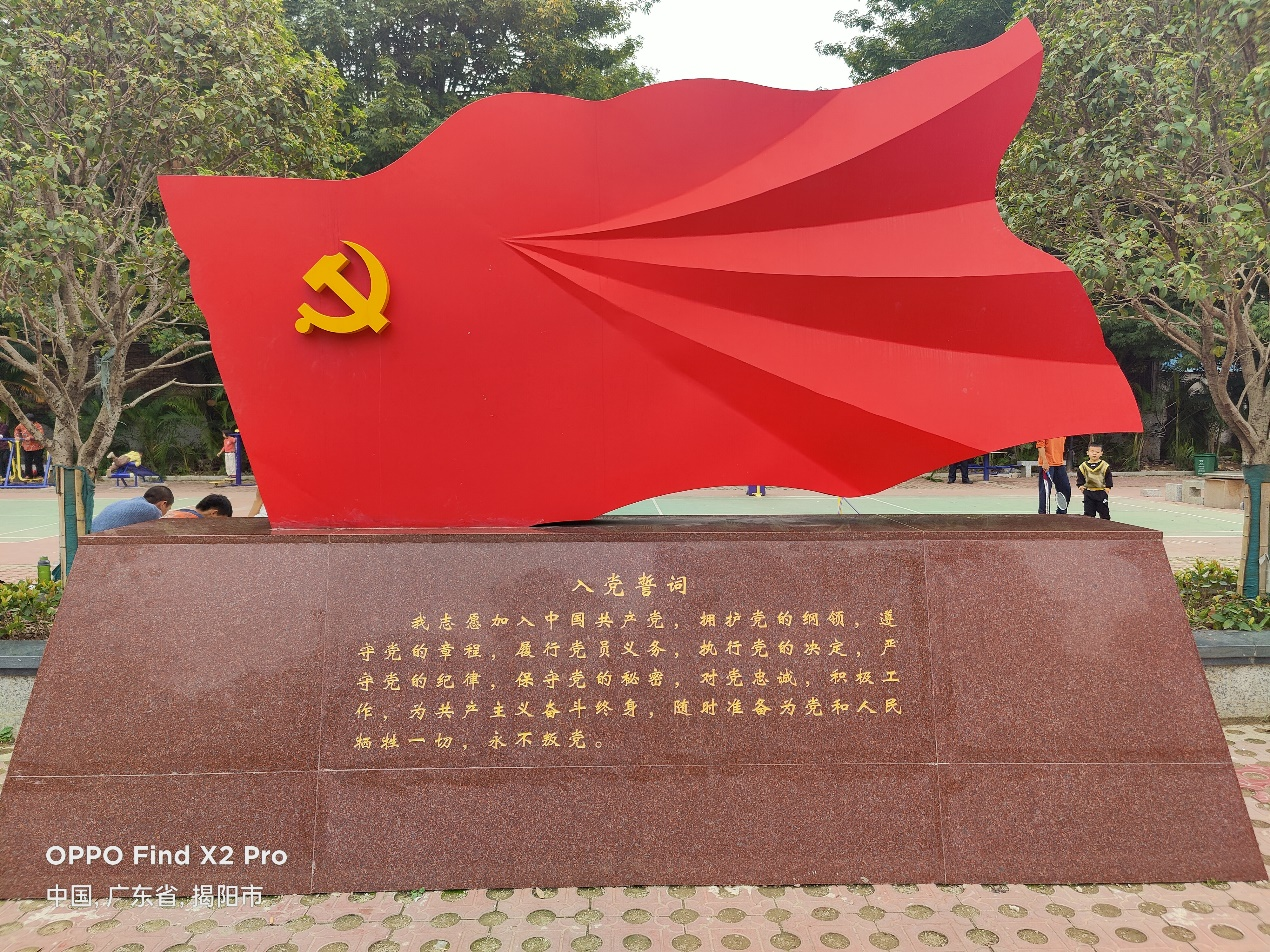 入党誓词
我志愿加入中国共产党，拥护党的纲领，遵
守党的章程，履行党员义务，执行党的决定，严
守党的纪律，保守党的秘密，对党忠诚，积极工
作，为共产主义奋斗终身，随时准备为党和人民
牺牲一切，永不叛党。
OPPO Find X2 Pro
中国, 广东省, 揭阳市